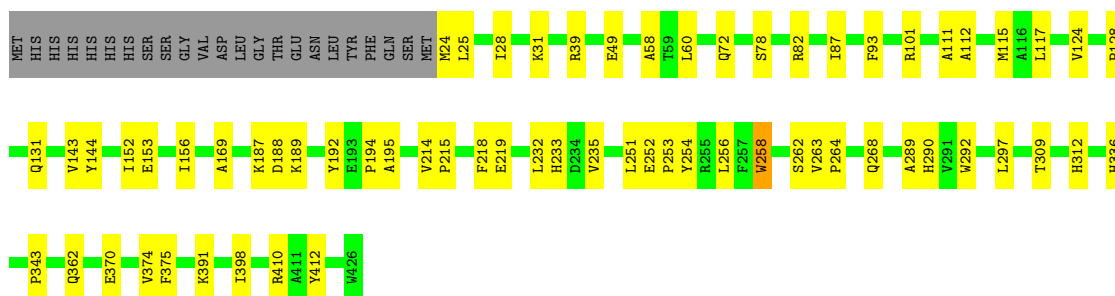 MET HIS HIS HIS HIS HIS HIS SER SER GLY VAL ASP LEU GLY THR GLU ASN LEU TYR PHE GLN SER MET M24 L25 I28 K31 R39 E49 A58 T59 L60 Q72 S78 R82 I87 F93 R101 A111 A112 M115 A116 L117 V124
Q131 V143 Y144 I152 E153 I156 A169 K187 D188 K189 Y192 E193 P194 A195 V214 P215 F218 E219 L232 H233 D234 V235 L251 E252 P253 Y254 R255 L256 F257 W258 S262 V263 P264 Q268 A289 H290 V291 W292 L297 T309 H312
P343 Q362 E370 V374 F375 K391 I398 R410 A411 Y412 W426